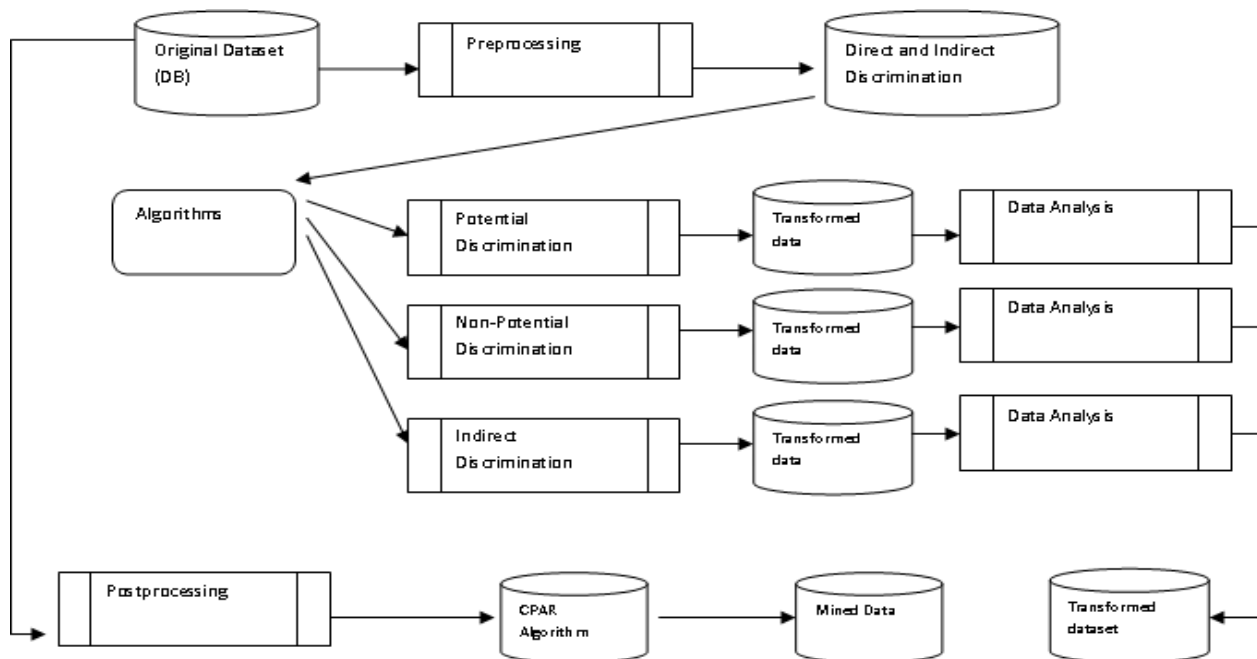 Original Dataset
(DB)
Preprocessing
Direct and Indirect
Discrimination
Algorithms
Potential
Discrimination
Transformed
data
Data Analysis
Non-Potential
Discrimination
Transformed
data
Data Analysis
Indirect
Discrimination
Transformed
data
Data Analysis
Postprocessing
CPAR
Algorithm
Mined Data
Transformed
dataset